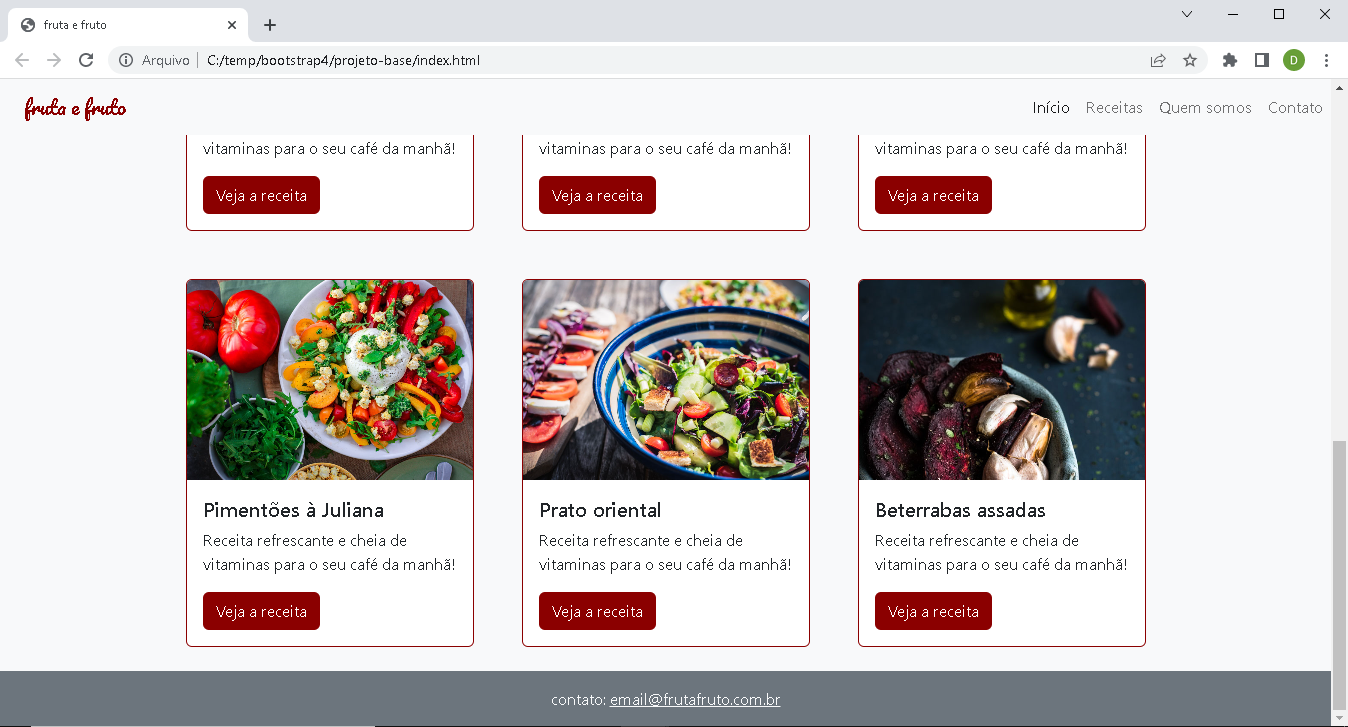 fruta e fruto
Arquivo
C:/temp/bootstrap4/projeto-base/index.html
D
fruta e fruto
Início Receitas Quem somos Contato
vitaminas para o seu café da manhã!
Veja a receita
vitaminas para o seu café da manhã!
Veja a receita
vitaminas para o seu café da manhã!
Veja a receita
Pimentões à Juliana
Receita refrescante e cheia de
vitaminas para o seu café da manhã!
Veja a receita
Prato oriental
Receita refrescante e cheia de
vitaminas para o seu café da manhã!
Veja a receita
Beterrabas assadas
Receita refrescante e cheia de
vitaminas para o seu café da manhã!
Veja a receita
contato: email@frutafruto.com.br